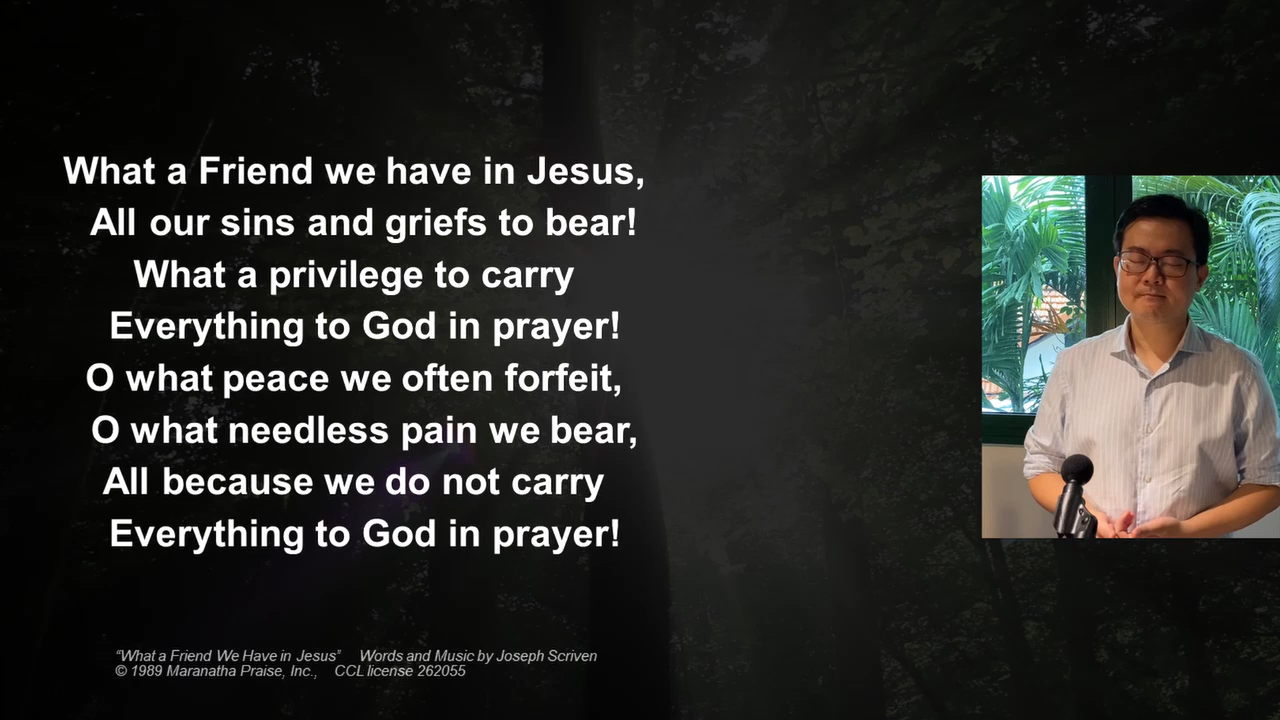 What a Friend we have in Jesus,
All our sins and griefs to bear!
What a privilege to carry
Everything to God in prayer!
O what peace we often forfeit,
O what needless pain we bear,
All because we do not carry
Everything to God in prayer!
“What a Friend We Have in Jesus” Words and Music by Joseph Scriven
© 1989 Maranatha Praise, Inc., CCL license 262055